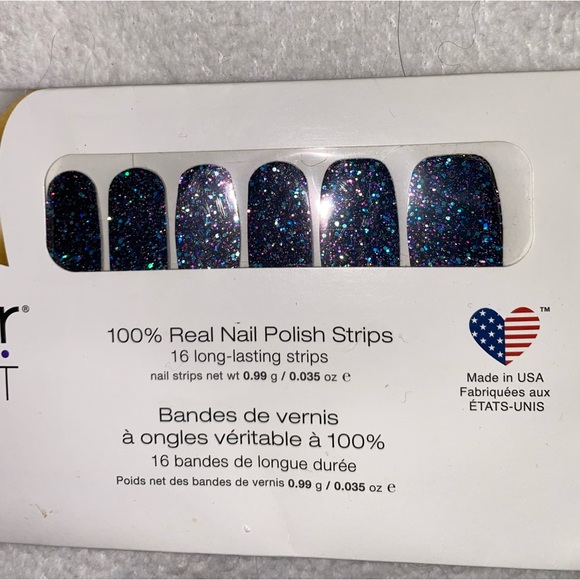 r®
T
100% Real Nail Polish Strips
16 long-lasting strips
nail strips net wt 0.99 g / 0.035 oz e
Bandes de vernis
à ongles véritable à 100%
16 bandes de longue durée
Poids net des bandes de vernis 0.99 g / 0.035 oz e
TM
Made in USA
Fabriquées aux
ÉTATS-UNIS